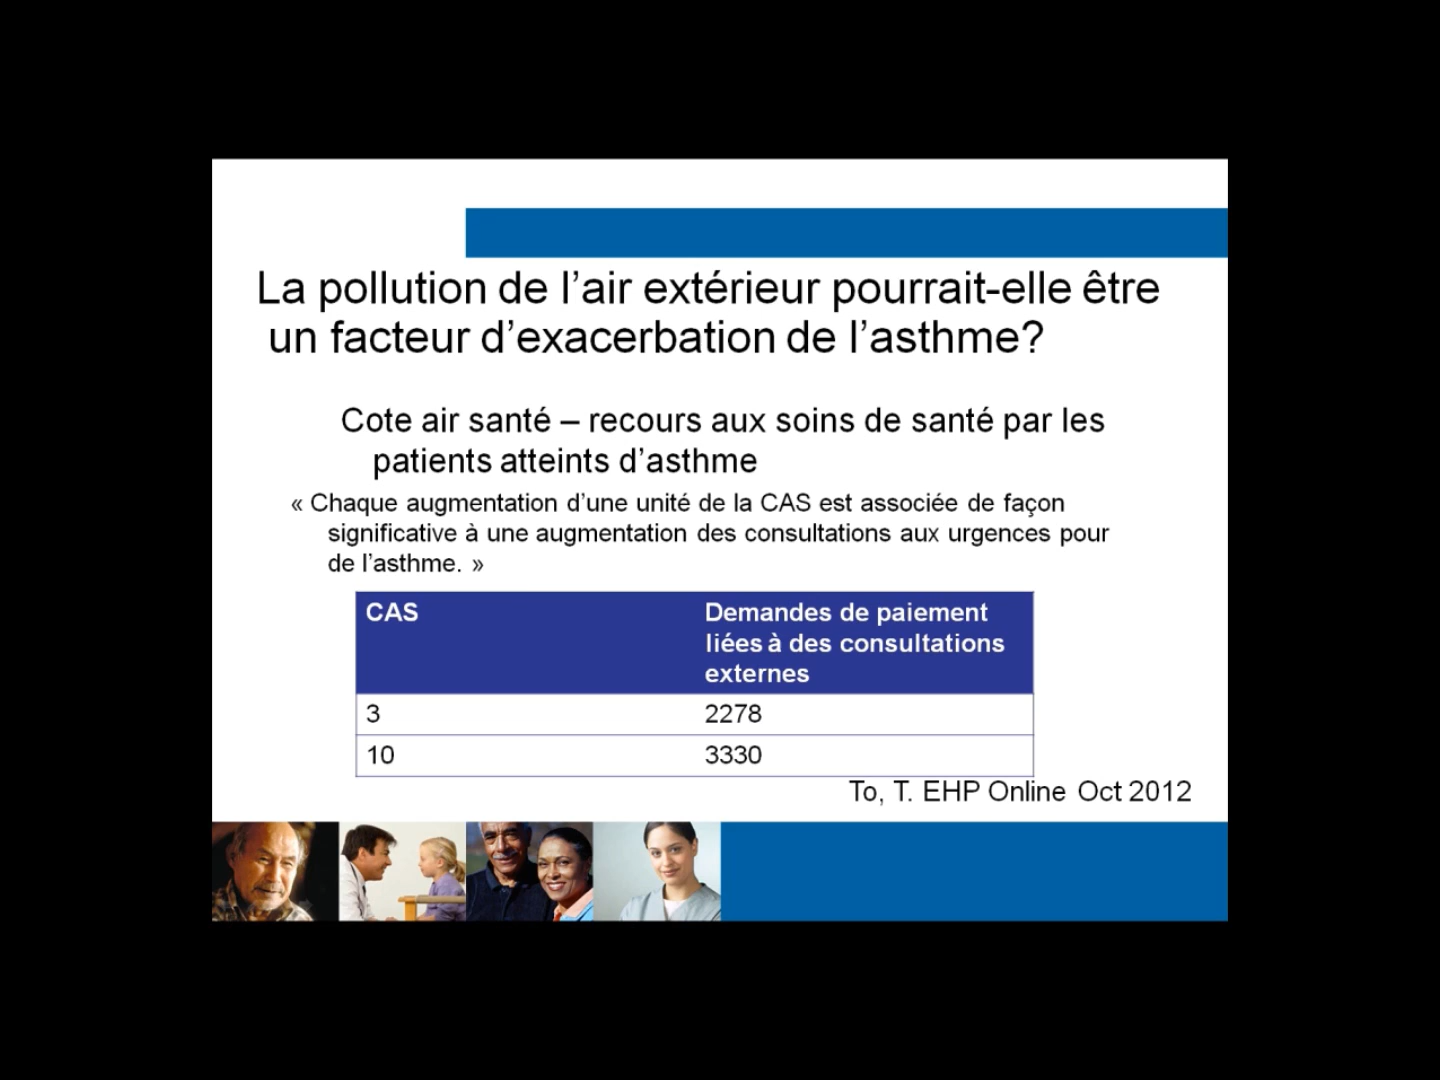 La pollution de l’air extérieur pourrait-elle être
un facteur d’exacerbation de l’asthme?
Cote air santé – recours aux soins de santé par les
patients atteints d’asthme
« Chaque augmentation d’une unité de la CAS est associée de façon
significative à une augmentation des consultations aux urgences pour
de l’asthme. »
CAS
Demandes de paiement
liées à des consultations
externes
3 2278
10 3330
To, T. EHP Online Oct 2012